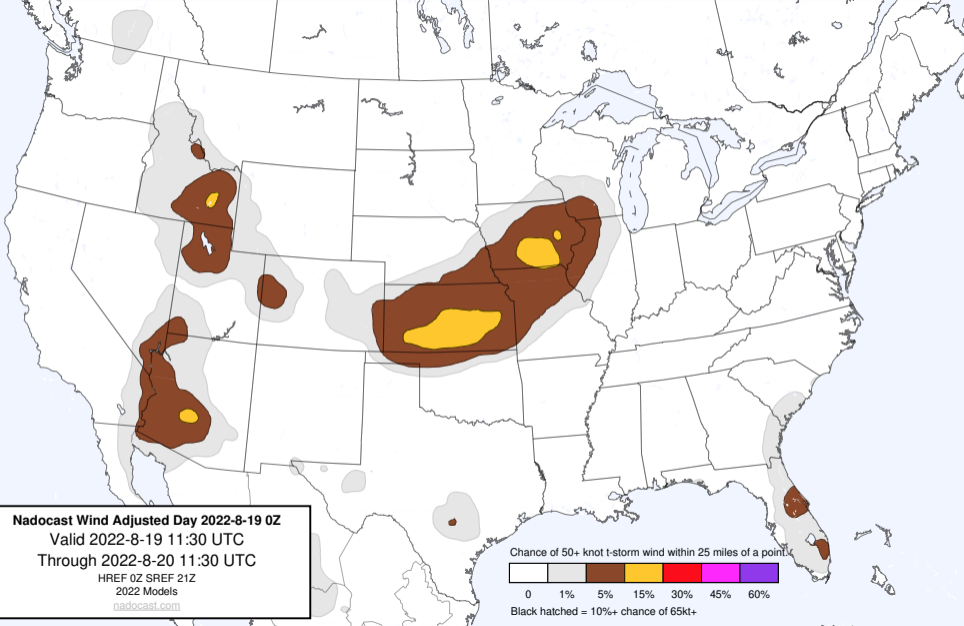 Nadocast Wind Adjusted Day 2022-8-19 0Z
Valid 2022-8-19 11:30 UTC
Through 2022-8-20 11:30 UTC
HREF 0Z SREF 21Z
2022 Models
nadocast.com
Chance of 50+ knot t-storm wind within 25 miles of a point.
0 1% 5% 15% 30% 45% 60%
Black hatched = 10%+ chance of 65kt+